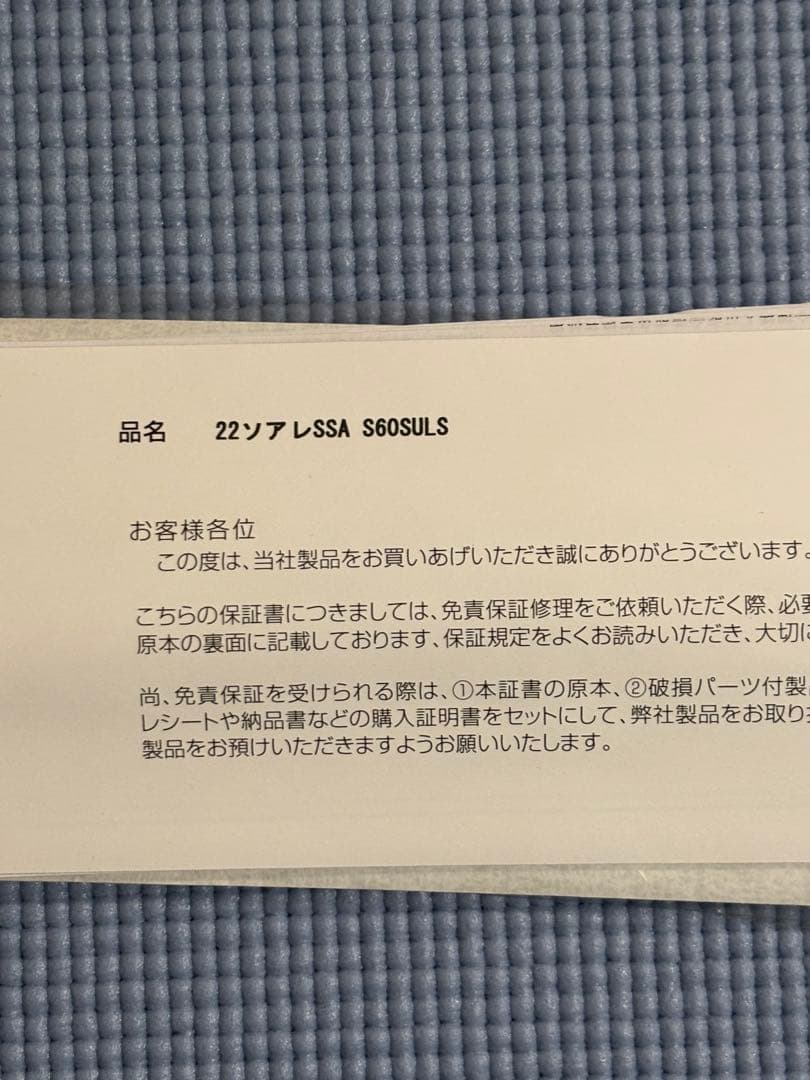 品名 22ソアレSSA S60SULS
お客様各位
この度は、当社製品をお買いあげいただき誠にありがとうございます。
こちらの保証書につきましては、免責保証修理をご依頼いただく際、必
原本の裏面に記載しております、保証規定をよくお読みいただき、大切に
尚、免責保証を受けられる際は、①本証書の原本、②破損パーツ付製
レシートや納品書などの購入証明書をセットにして、弊社製品をお取り
製品をお預けいただきますようお願いいたします。